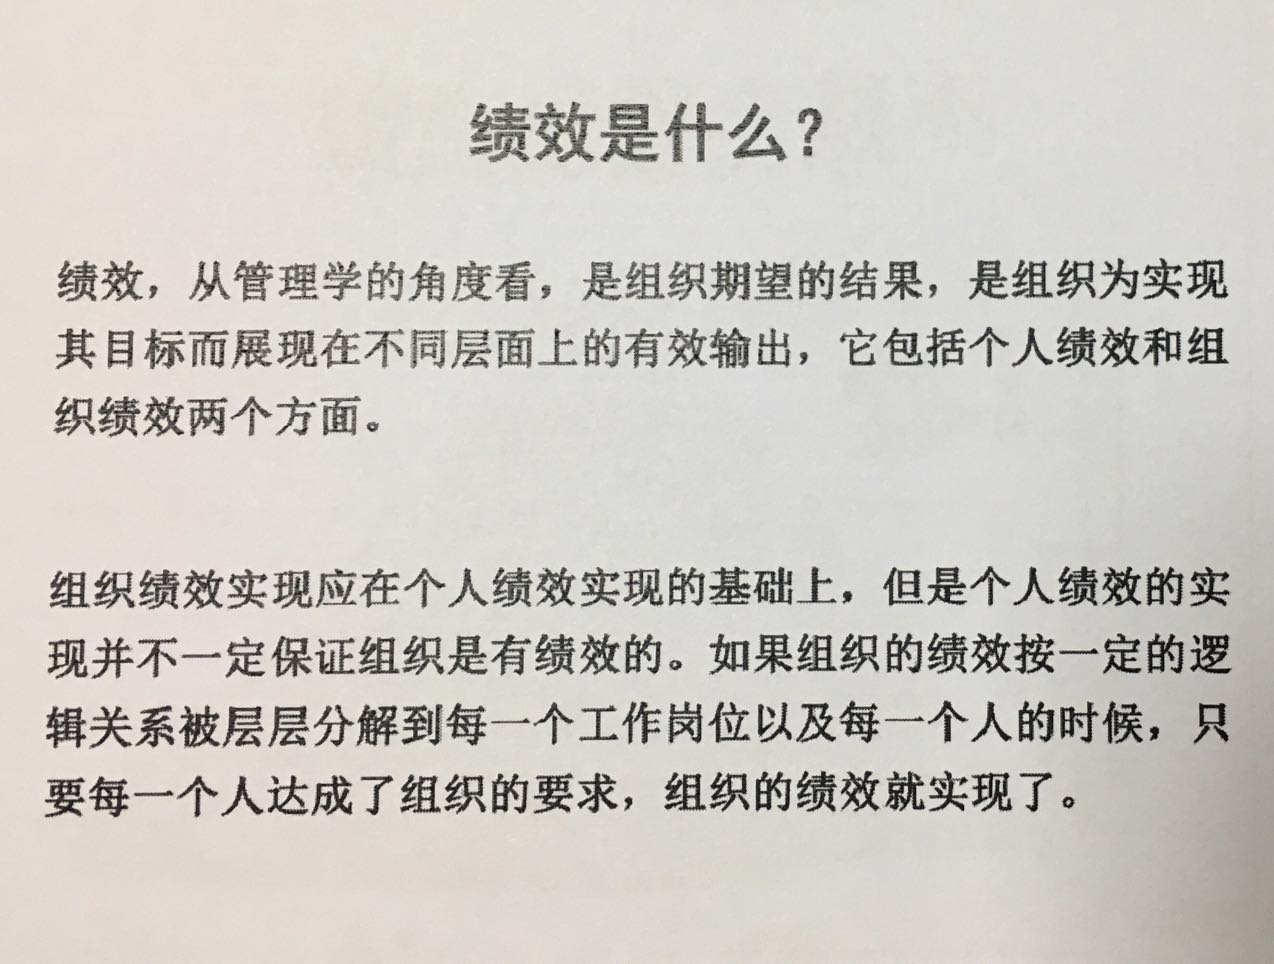 绩效是什么？
绩效，从管理学的角度看，是组织期望的结果，是组织为实现
其目标而展现在不同层面上的有效输出，它包括个人绩效和组
织绩效两个方面。
组织绩效实现应在个人绩效实现的基础上，但是个人绩效的实
现并不一定保证组织是有绩效的。如果组织的绩效按一定的逻
辑关系被层层分解到每一个工作岗位以及每一个人的时候，只
要每一个人达成了组织的要求，组织的绩效就实现了。